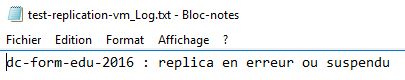 test-replication-vm_Log.txt - Bloc-notes
Fichier Edition Format Affichage ?
dc-form-edu-2016 : replica en erreur ou suspendu